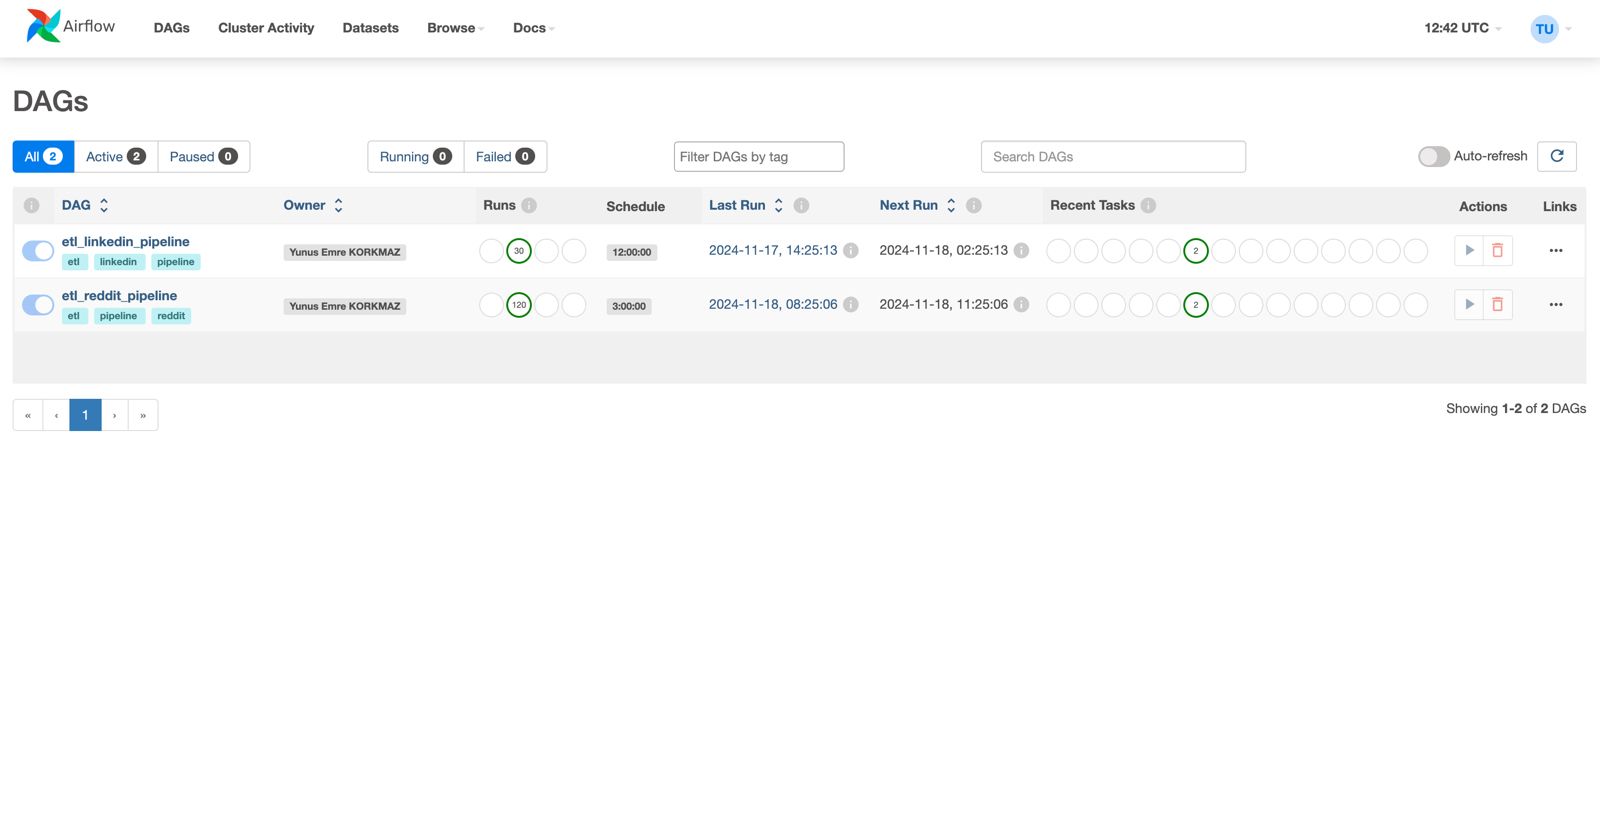 Airflow DAGs Cluster Activity Datasets Browse Docs 12:42 UTC TU
DAGs
All 2 Active 2 Paused 0 Running 0 Failed 0 Filter DAGs by tag Search DAGs Auto-refresh
DAG Owner Runs Schedule Last Run Next Run Recent Tasks Actions Links
etl_linkedin_pipeline
etl linkedin pipeline
Yunus Emre KORKMAZ 30 12:00:00 2024-11-17, 14:25:13 2024-11-18, 02:25:13 2
etl_reddit_pipeline
etl pipeline reddit
Yunus Emre KORKMAZ 120 3:00:00 2024-11-18, 08:25:06 2024-11-18, 11:25:06 2
« ‹ 1 › » Showing 1-2 of 2 DAGs